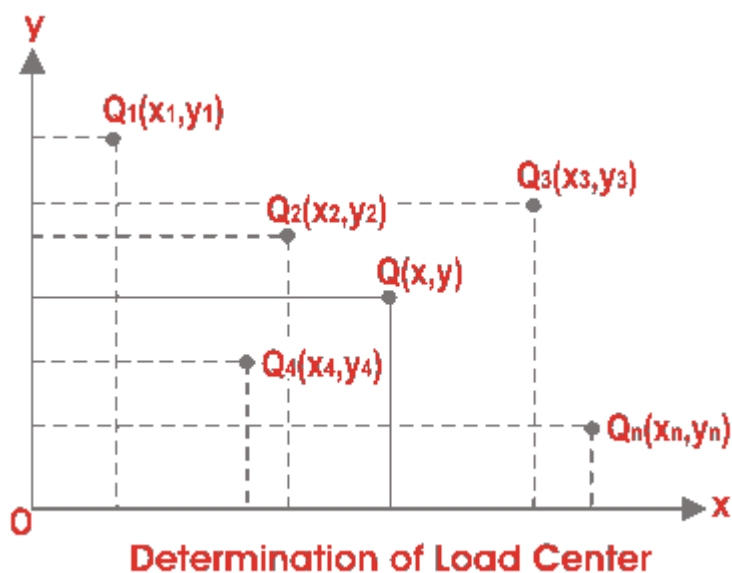 y
Q1(x1,y1)
Q3(x3,y3)
Q2(x2,y2)
Q(x,y)
Q4(x4,y4)
Qn(xn,yn)
O
x
Determination of Load Center